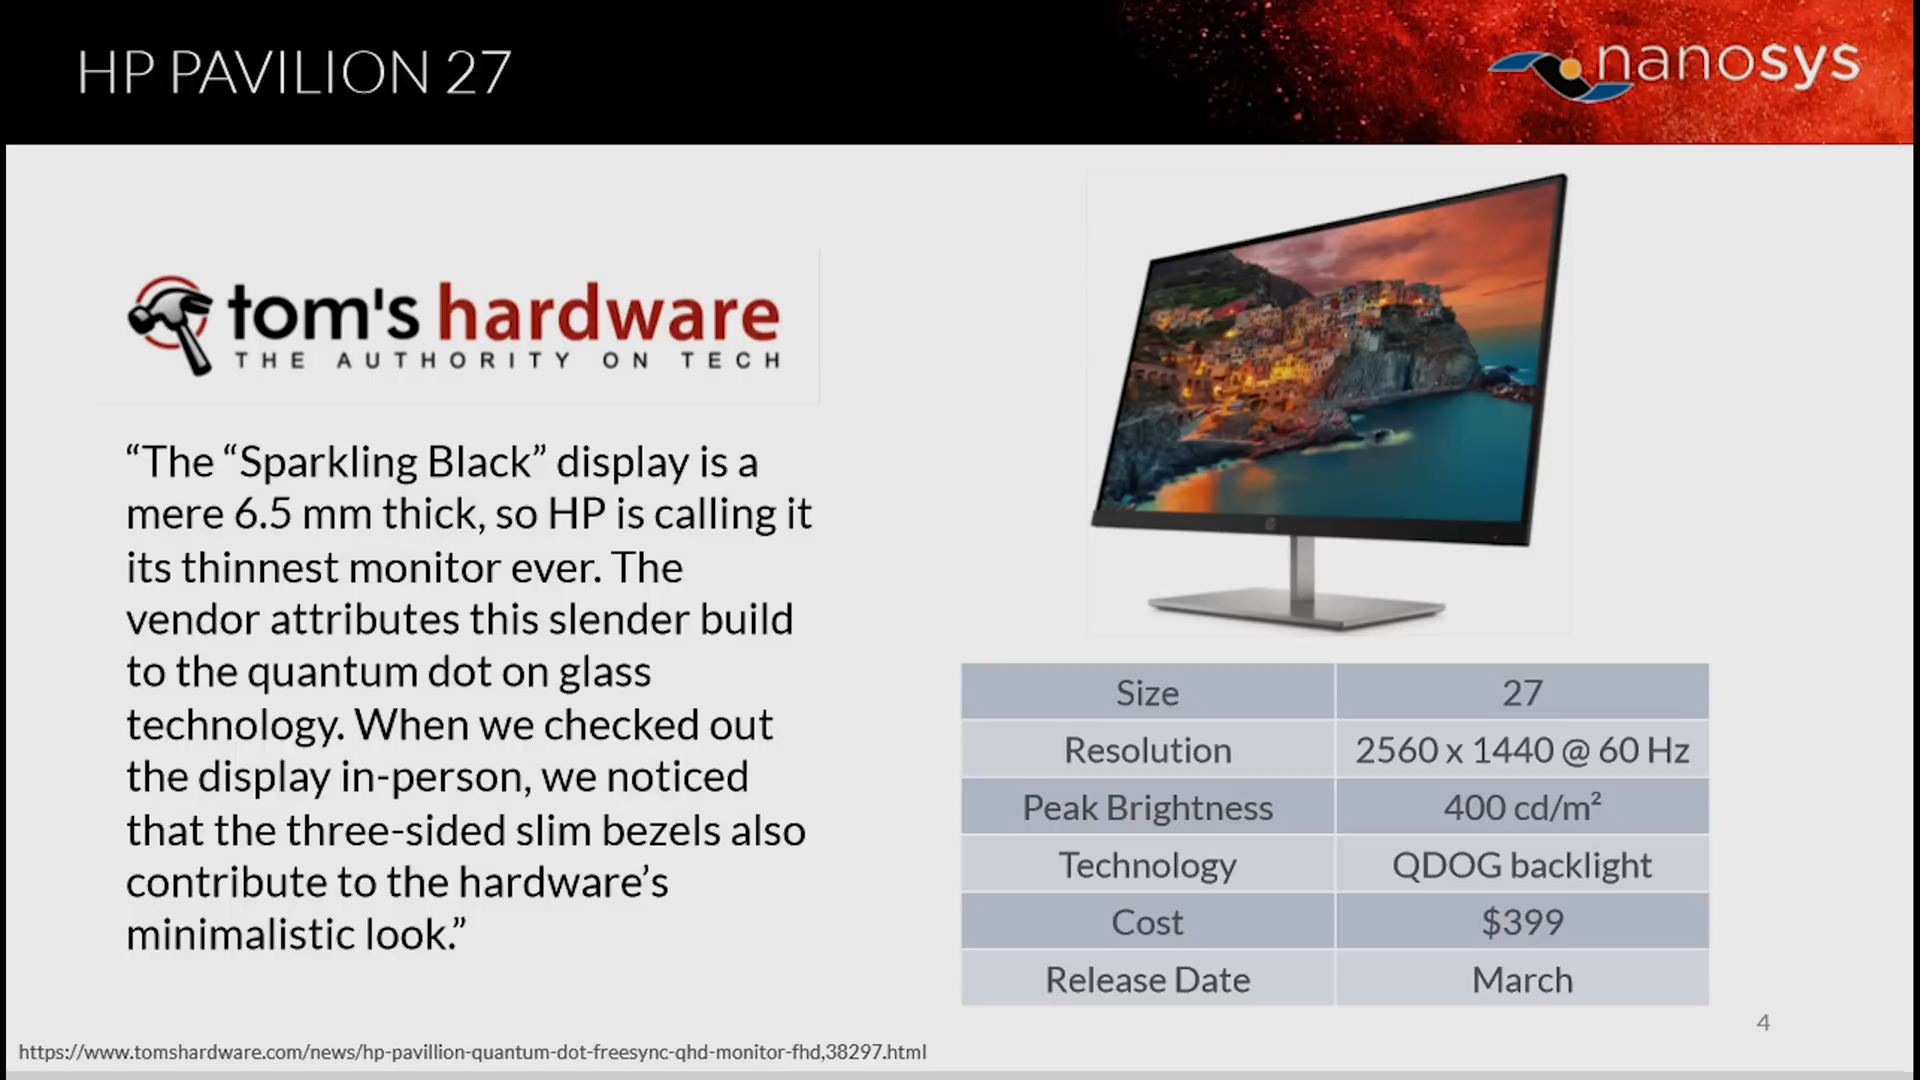 HP PAVILION 27
nanosys
tom's hardware
THE AUTHORITY ON TECH
“The “Sparkling Black” display is a
mere 6.5 mm thick, so HP is calling it
its thinnest monitor ever. The
vendor attributes this slender build
to the quantum dot on glass
technology. When we checked out
the display in-person, we noticed
that the three-sided slim bezels also
contribute to the hardware’s
minimalistic look.”
Size 27
Resolution 2560 x 1440 @ 60 Hz
Peak Brightness 400 cd/m²
Technology QDOG backlight
Cost $399
Release Date March
4
https://www.tomshardware.com/news/hp-pavillion-quantum-dot-freesync-qhd-monitor-fhd,38297.html